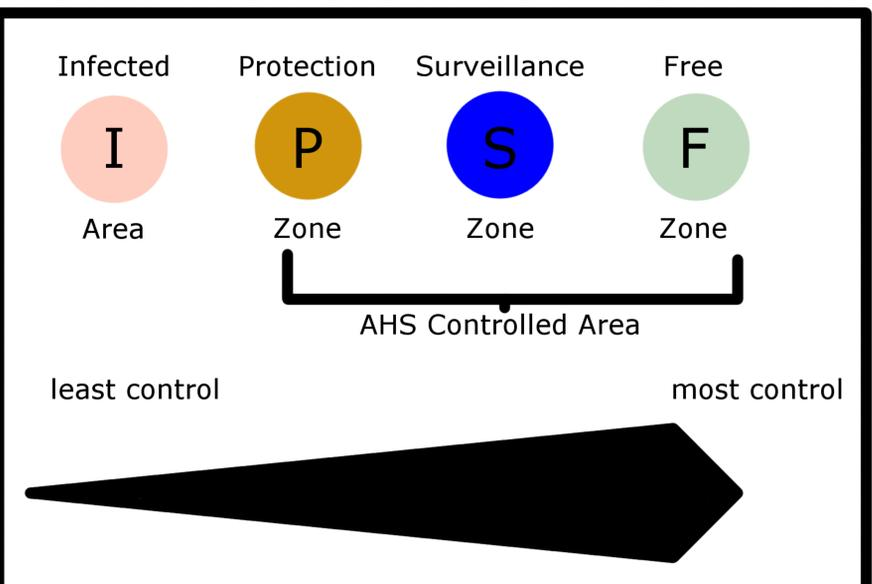 Infected Protection Surveillance Free
I P S F
Area Zone Zone Zone
AHS Controlled Area
least control most control